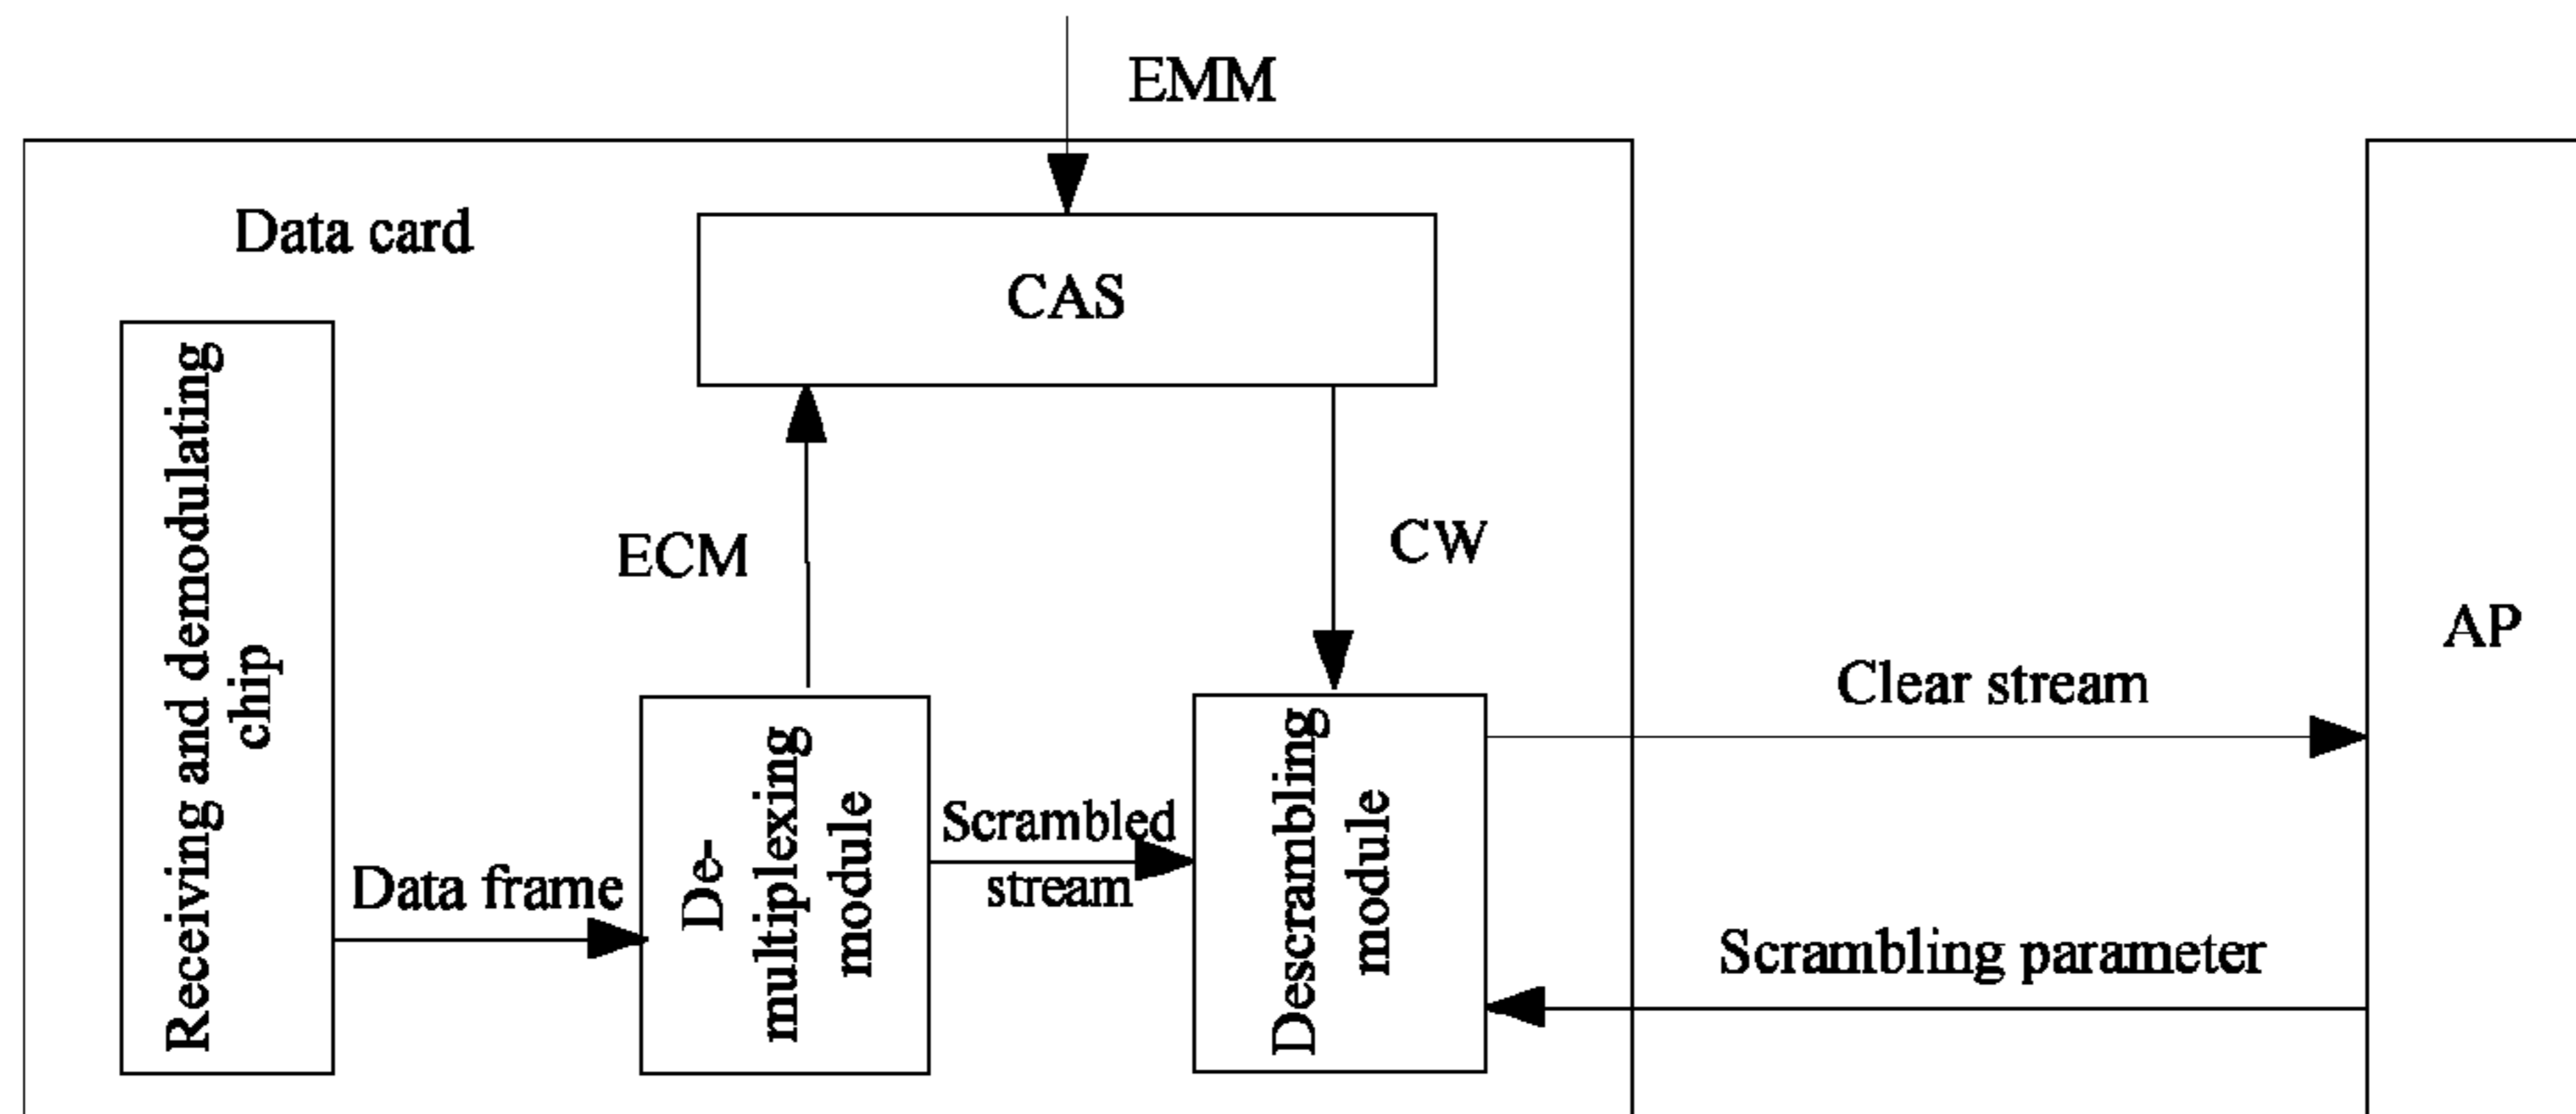 EMM
Data card
CAS
Receiving and demodulating
chip
ECM
CW
AP
Clear stream
Data frame
De-
multiplexing
module
Scrambled
stream
Descrambling
module
Scrambling parameter